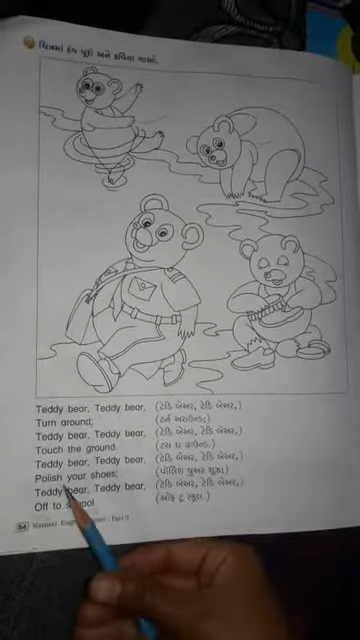 ચિત્રમાં રંગ પૂરો અને કવિતા ગાઓ.
Teddy bear, Teddy bear, (ટેડિ બેઅર, ટેડિ બેઅર,)
Turn around; (ટર્ન અરાઉન્ડ;)
Teddy bear, Teddy bear, (ટેડિ બેઅર, ટેડિ બેઅર,)
Touch the ground. (ટચ ધ ગ્રાઉન્ડ.)
Teddy bear, Teddy bear, (ટેડિ બેઅર, ટેડિ બેઅર,)
Polish your shoes; (પોલિશ યુઅર શૂઝ;)
Teddy bear, Teddy bear, (ટેડિ બેઅર, ટેડિ બેઅર,)
Off to school (ઑફ ટૂ સ્કૂલ.)
54 Navneet